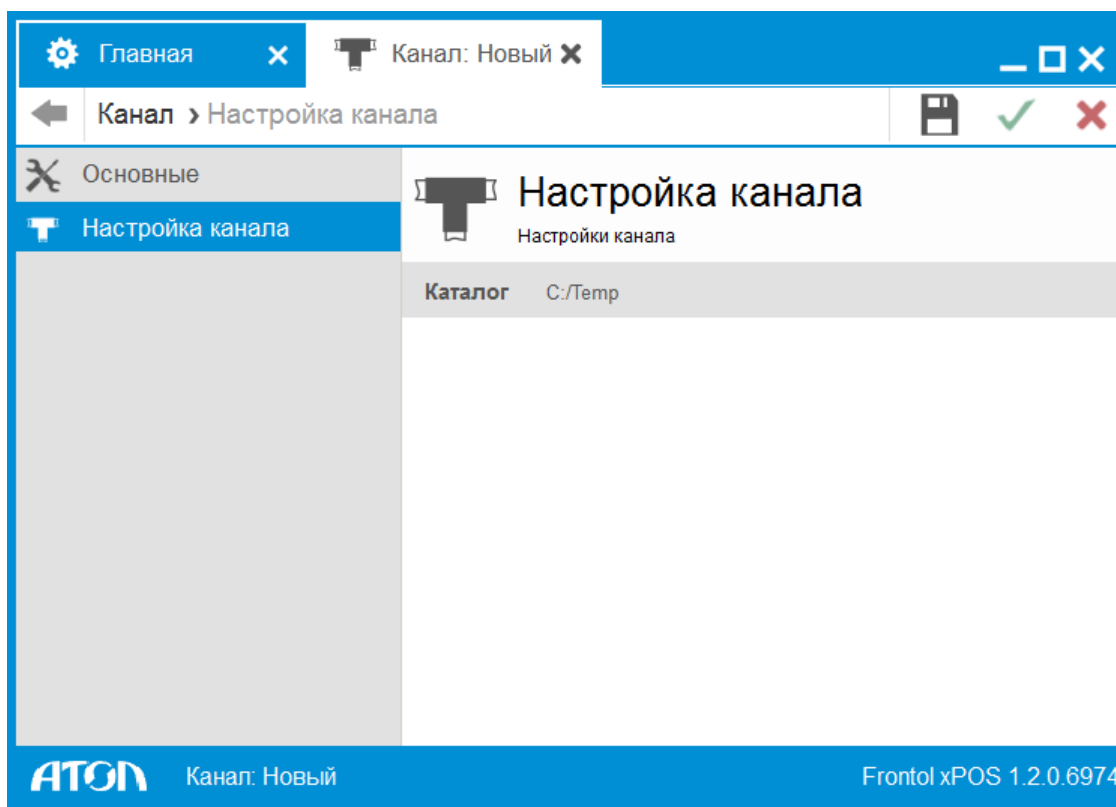 Главная
Канал: Новый
Канал › Настройка канала
Основные
Настройка канала
Настройка канала
Настройки канала
Каталог C:/Temp
АТОЛ Канал: Новый Frontol xPOS 1.2.0.6974